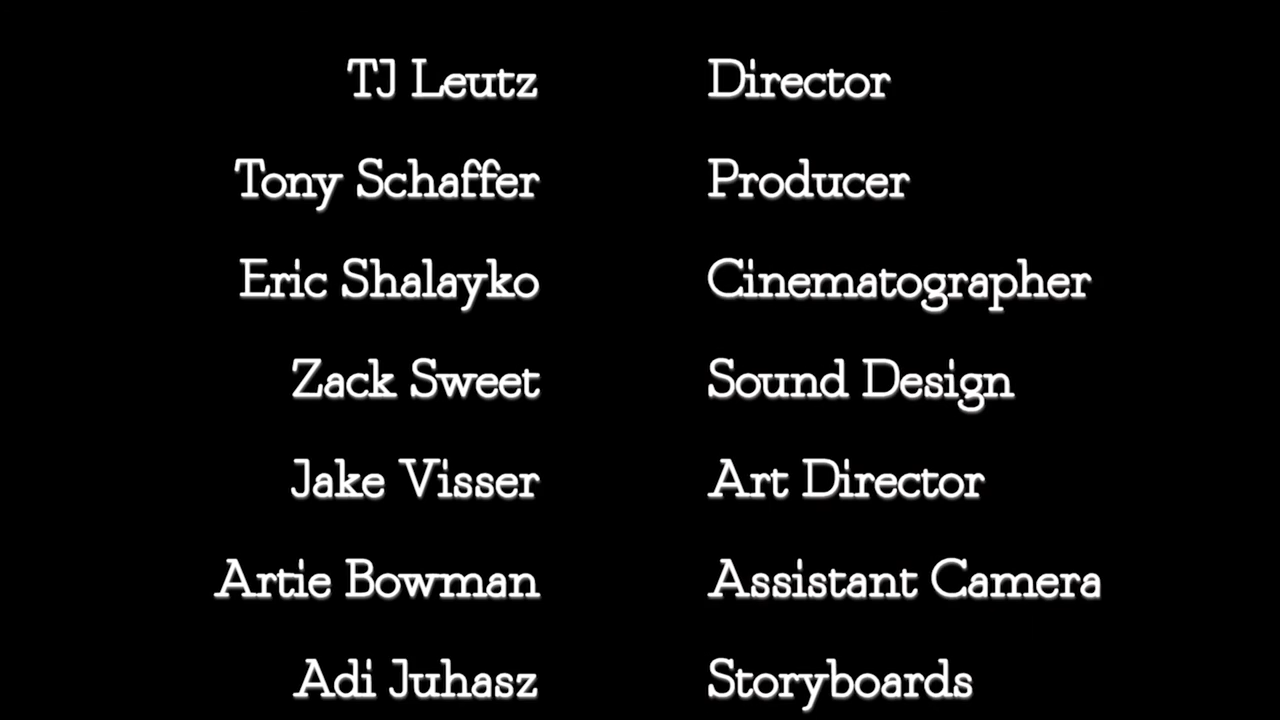 TJ Leutz Director
Tony Schaffer Producer
Eric Shalayko Cinematographer
Zack Sweet Sound Design
Jake Visser Art Director
Artie Bowman Assistant Camera
Adi Juhasz Storyboards